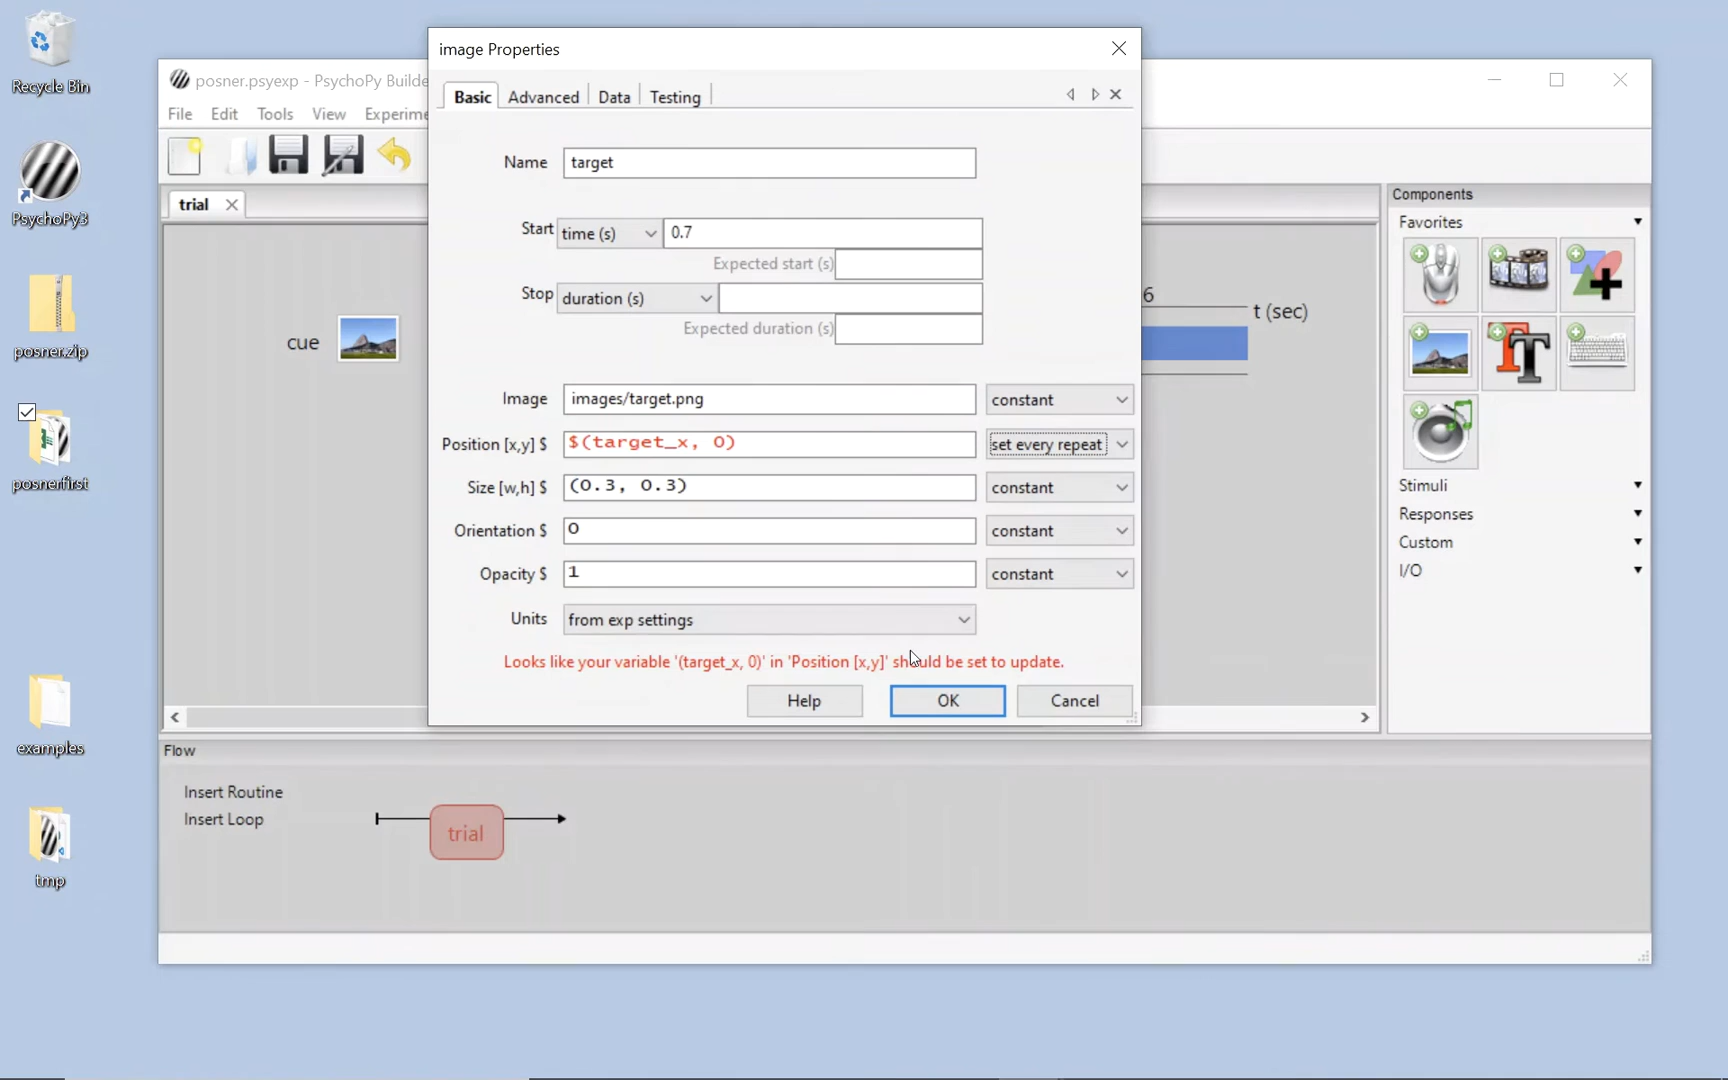 Recycle Bin
PsychoPy3
posner.zip
posnerfirst
examples
tmp
posner.psyexp - PsychoPy Builde
File Edit Tools View Experime
trial
cue
image Properties
Basic Advanced Data Testing
Name target
Start time (s) 0.7
Expected start (s)
Stop duration (s)
Expected duration (s)
Image images/target.png constant
Position [x,y] $ $(target_x, 0) set every repeat
Size [w,h] $ (0.3, 0.3) constant
Orientation $ 0 constant
Opacity $ 1 constant
Units from exp settings
Looks like your variable '(target_x, 0)' in 'Position [x,y]' should be set to update.
Help OK Cancel
6
t (sec)
Components
Favorites
Stimuli
Responses
Custom
I/O
Flow
Insert Routine
Insert Loop
trial